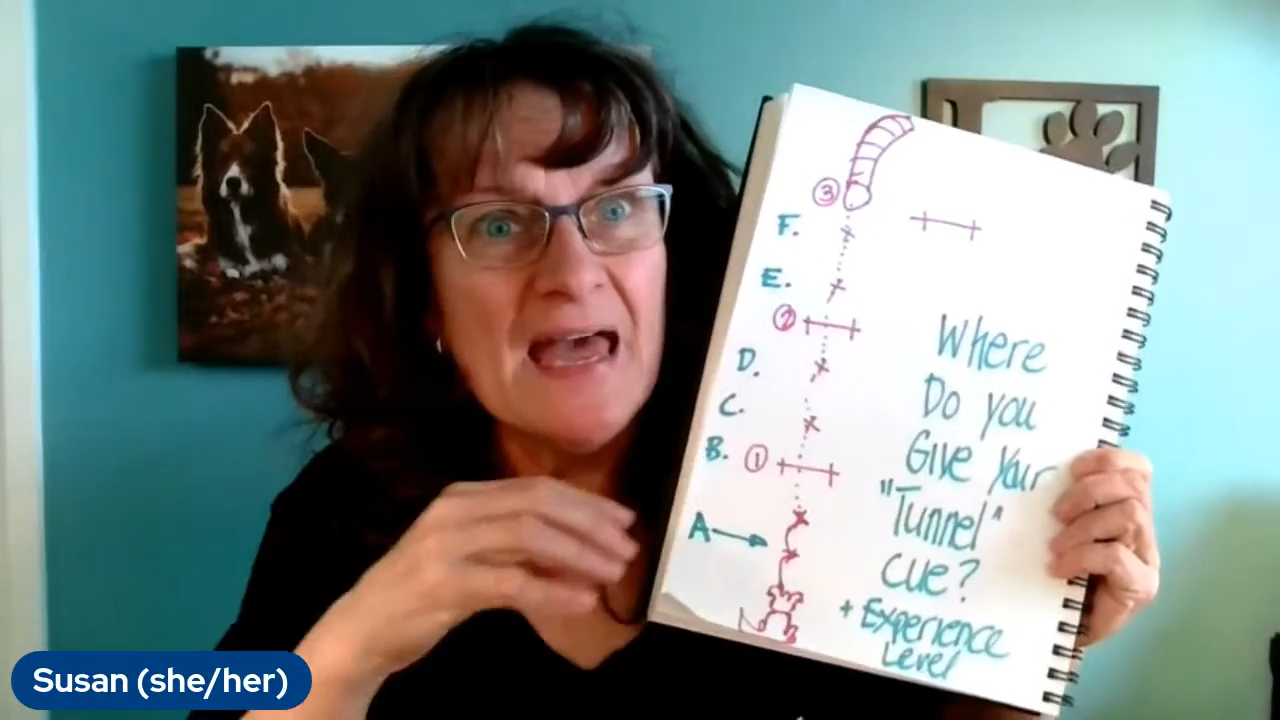 ③
F.
E.
②
D.
C.
B. ①
A
Where
Do you
Give Your
"Tunnel"
Cue?
+ Experience
Level
Susan (she/her)